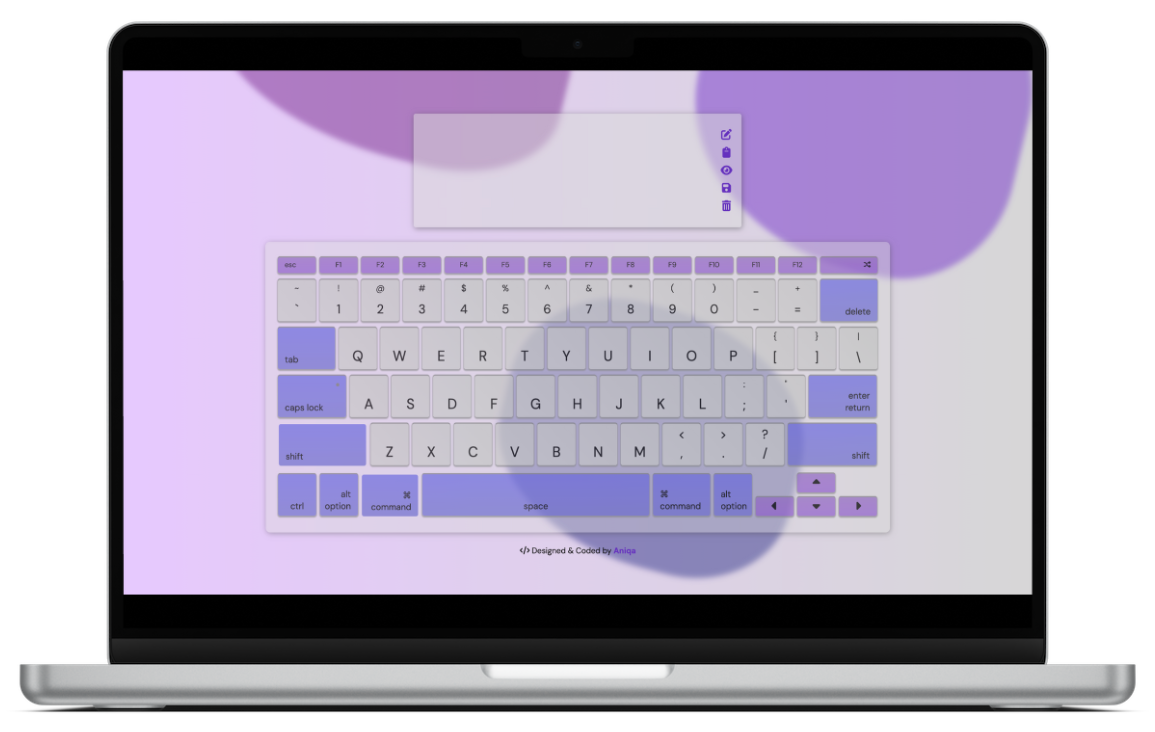 esc F1 F2 F3 F4 F5 F6 F7 F8 F9 F10 F11 F12
~ ! @ # $ % ^ & * ( ) _ +
` 1 2 3 4 5 6 7 8 9 0 - = delete
{ } |
tab Q W E R T Y U I O P [ ] \
: "
caps lock A S D F G H J K L ; ' enter return
< > ?
shift Z X C V B N M , . / shift
alt ⌘ ⌘ alt
ctrl option command space command option
</> Designed & Coded by Aniqa